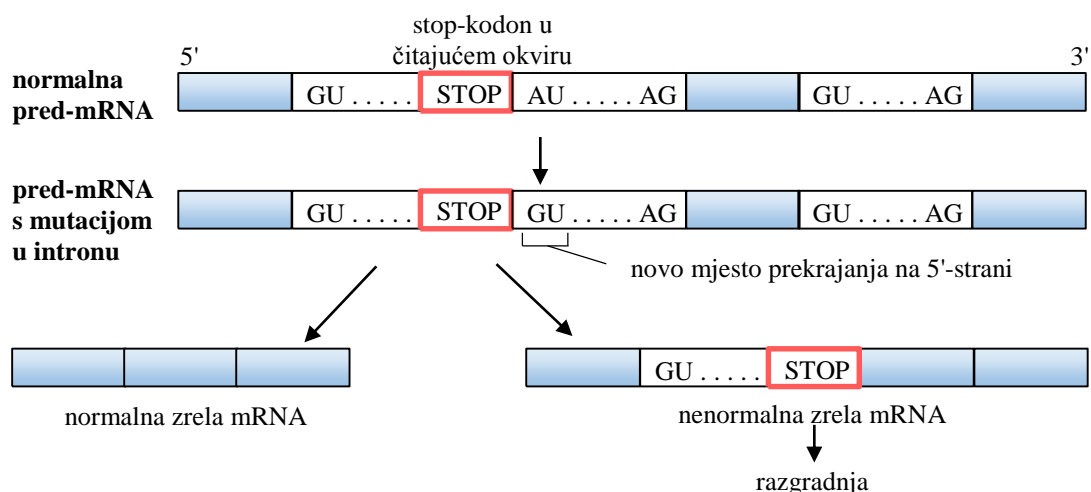 stop-kodon u
čitajućem okviru
5'
3'
normalna
pred-mRNA
GU . . . . . STOP AU . . . . . AG GU . . . . . AG
pred-mRNA
s mutacijom
u intronu
GU . . . . . STOP GU . . . . . AG GU . . . . . AG
novo mjesto prekrajanja na 5'-strani
GU . . . . . STOP
normalna zrela mRNA
nenormalna zrela mRNA
razgradnja